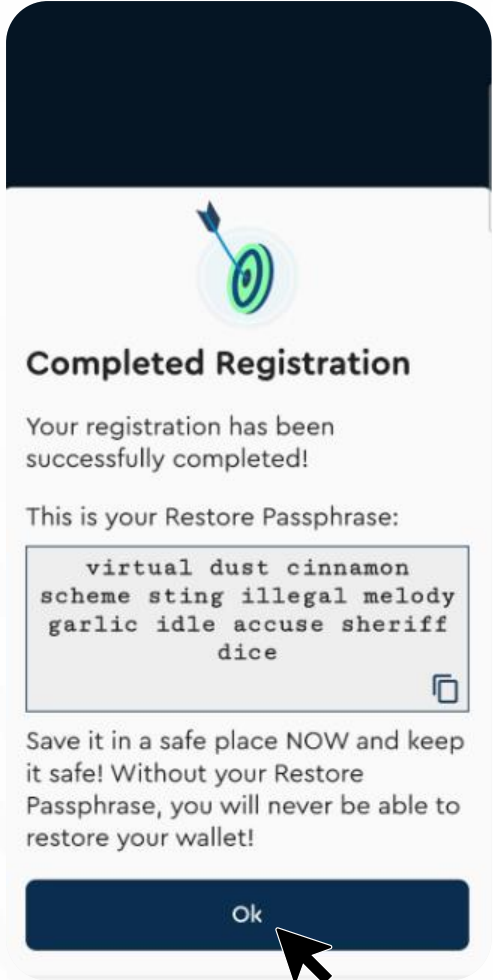 Completed Registration
Your registration has been
successfully completed!
This is your Restore Passphrase:
virtual dust cinnamon
scheme sting illegal melody
garlic idle accuse sheriff
dice
Save it in a safe place NOW and keep
it safe! Without your Restore
Passphrase, you will never be able to
restore your wallet!
Ok